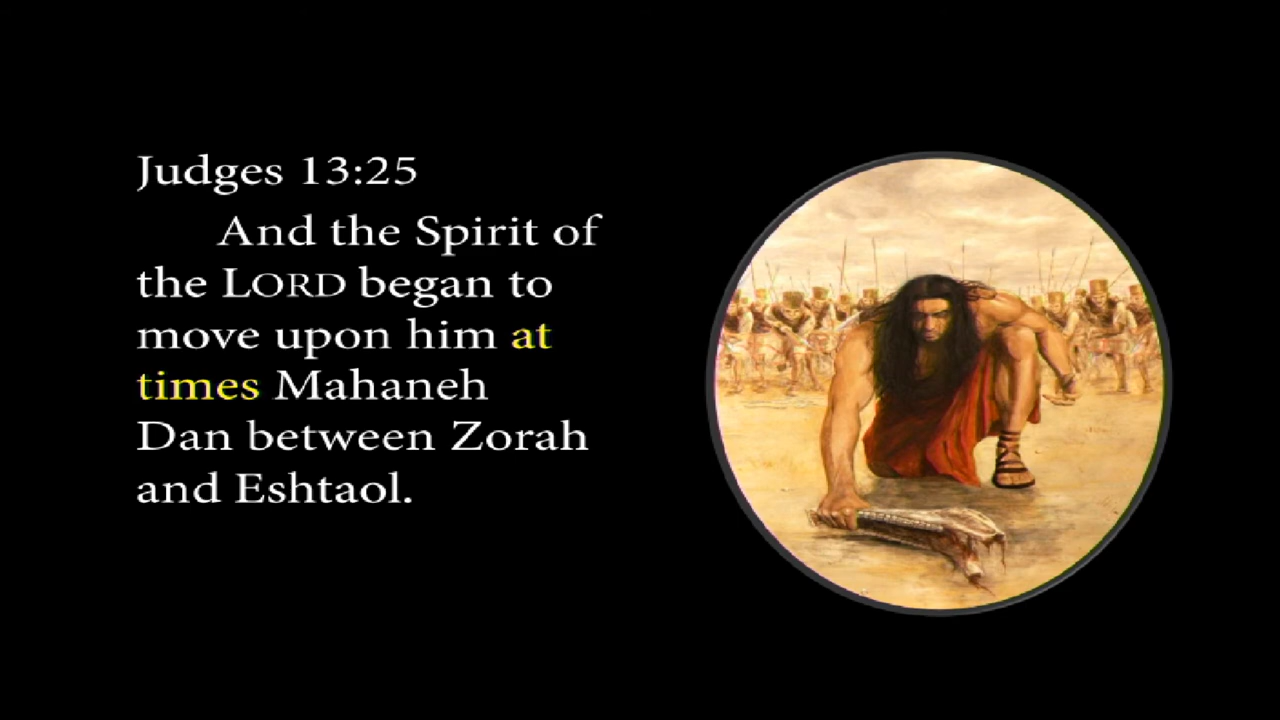 Judges 13:25
And the Spirit of
the LORD began to
move upon him at
times Mahaneh
Dan between Zorah
and Eshtaol.